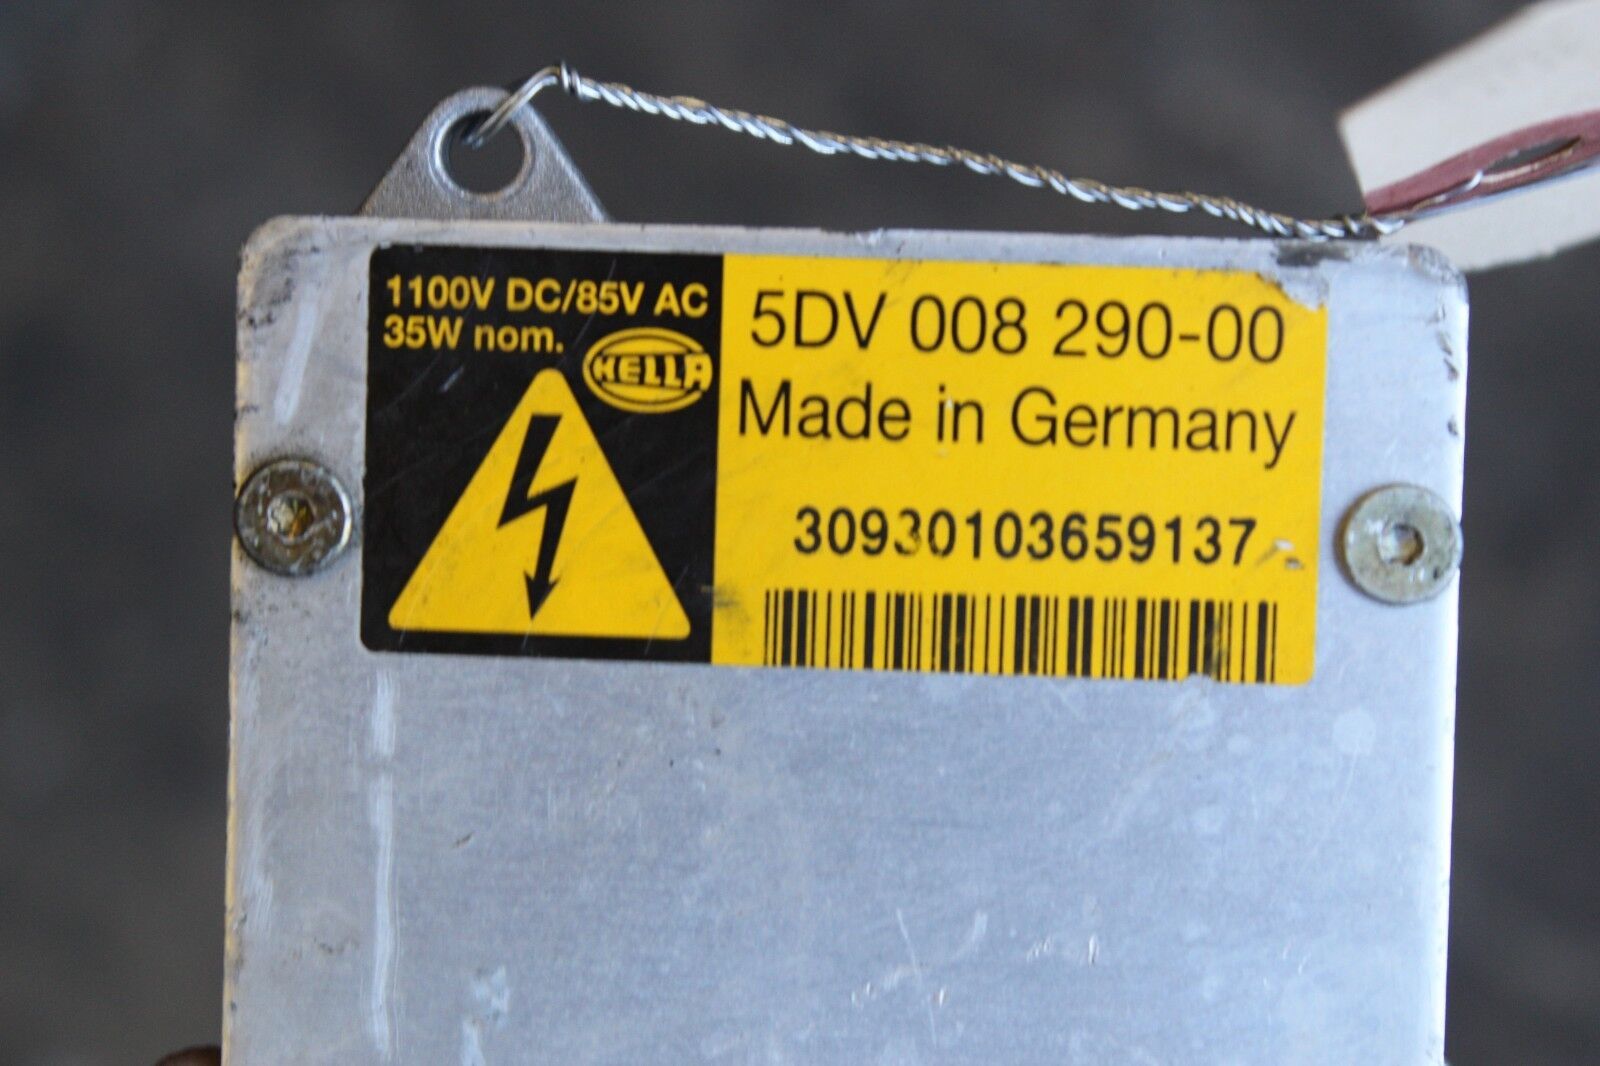 1100V DC/85V AC
35W nom.
HELLA
5DV 008 290-00
Made in Germany
30930103659137